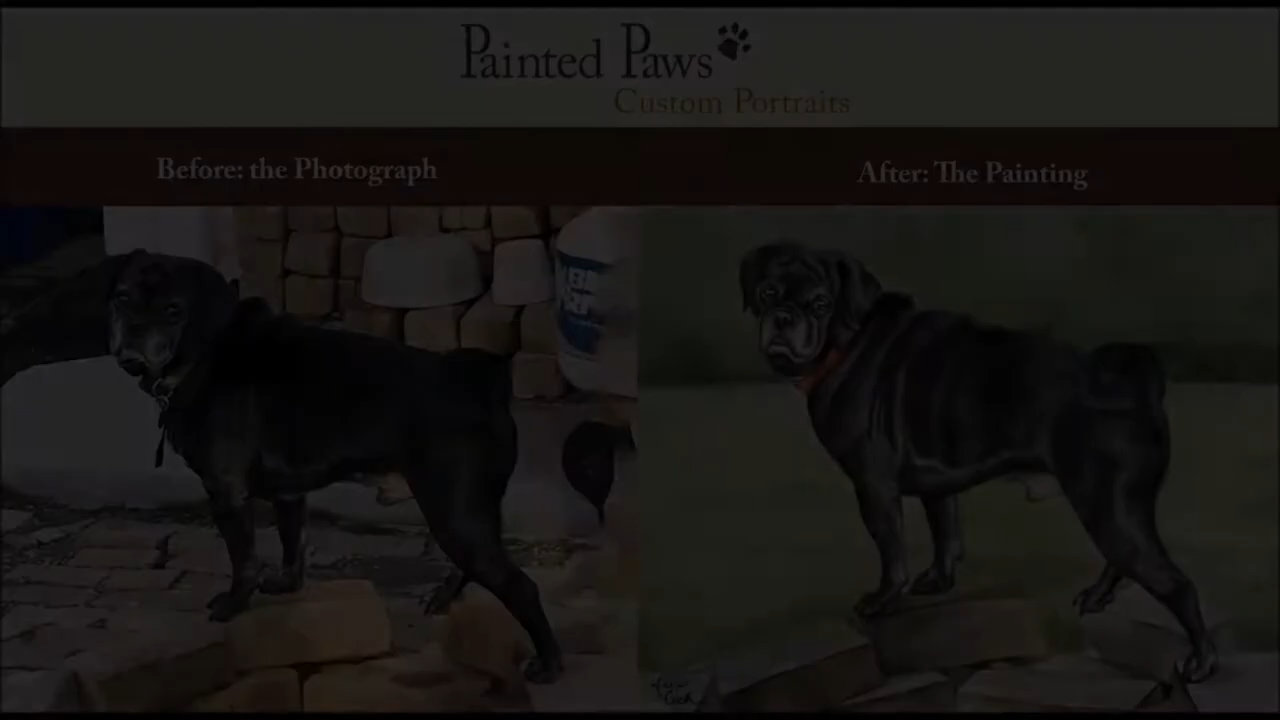 Painted Paws
Custom Portraits
Before: the Photograph
After: The Painting